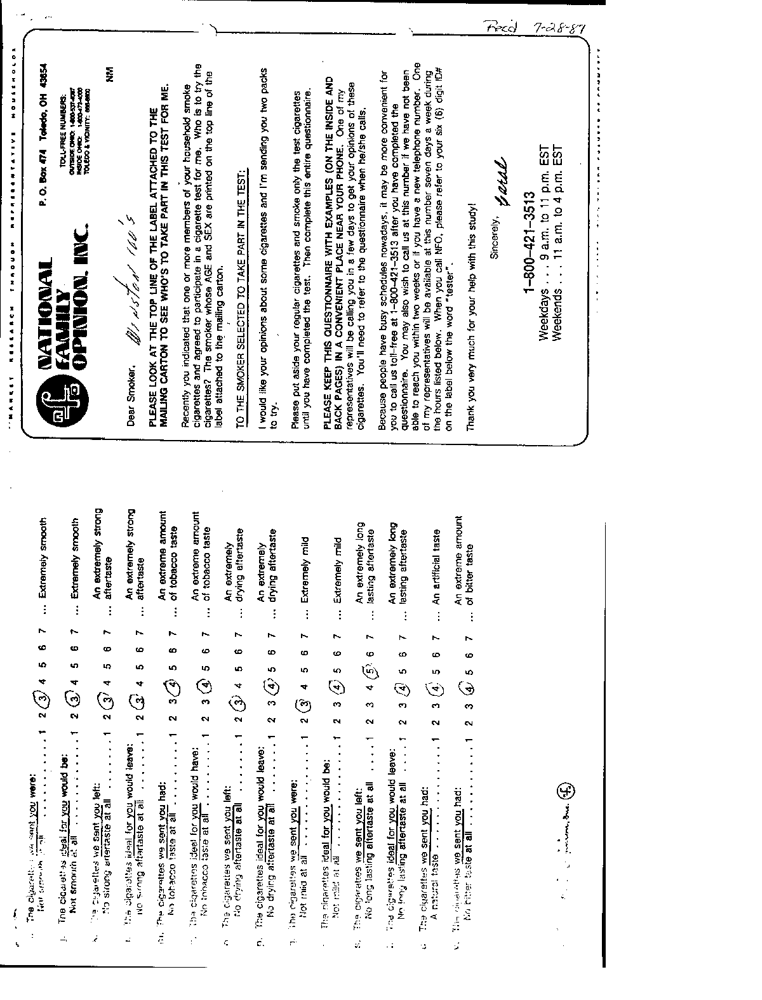 Rec'd 7-28-87
"MARKET RESEARCH THROUGH REPRESENTATIVE HOUSEHOLDS
NATIONAL
FAMILY
OPINION, INC.
P. O. Box 474 Toledo, OH 43654
TOLL-FREE NUMBERS:
NM
Dear Smoker,
Winston 100's
PLEASE LOOK AT THE TOP LINE OF THE LABEL ATTACHED TO THE
MAILING CARTON TO SEE WHO'S TO TAKE PART IN THIS TEST FOR ME.
Recently you indicated that one or more members of your household smoke
cigarettes and agreed to participate in a cigarette test for me. Who is to try the
cigarettes? The smoker whose AGE and SEX are printed on the top line of the
label attached to the mailing carton.
TO THE SMOKER SELECTED TO TAKE PART IN THE TEST:
I would like your opinions about some cigarettes and I'm sending you two packs
to try.
Please put aside your regular cigarettes and smoke only the test cigarettes
until you have completed the test. Then complete this entire questionnaire.
PLEASE KEEP THIS QUESTIONNAIRE WITH EXAMPLES (ON THE INSIDE AND
BACK PAGES) IN A CONVENIENT PLACE NEAR YOUR PHONE. One of my
representatives will be calling you in a few days to get your opinions of these
cigarettes. You'll need to refer to the questionnaire when he/she calls.
Because people have busy schedules nowadays, it may be more convenient for
you to call us toll-free at 1-800-421-3513 after you have completed the
questionnaire. You may also wish to call us at this number if we have not been
able to reach you within two weeks or if you have a new telephone number. One
of my representatives will be available at this number seven days a week during
the hours listed below. When you call NFO, please refer to your six (6) digit ID#
on the label below the word "tester".
Thank you very much for your help with this study!
Sincerely,
1-800-421-3513
Weekdays . . . 9 a.m. to 11 p.m. EST
Weekends . . . 11 a.m. to 4 p.m. EST
The cigarettes we sent you were:
Not smooth at all . . . 1 2 3 4 5 6 7 ... Extremely smooth
j. The cigarettes ideal for you would be:
Not smooth at all . . . 1 2 3 4 5 6 7 ... Extremely smooth
k. The cigarettes we sent you left:
An extremely strong
No strong aftertaste at all . . . 1 2 3 4 5 6 7 ... aftertaste
The cigarettes ideal for you would leave:
An extremely strong
No strong aftertaste at all . . . 1 2 3 4 5 6 7 ... aftertaste
m. The cigarettes we sent you had:
An extreme amount
No tobacco taste at all . . . 1 2 3 4 5 6 7 ... of tobacco taste
The cigarettes ideal for you would have:
An extreme amount
No tobacco taste at all . . . 1 2 3 4 5 6 7 ... of tobacco taste
o. The cigarettes we sent you left:
An extremely
No drying aftertaste at all . . . 1 2 3 4 5 6 7 ... drying aftertaste
p. The cigarettes ideal for you would leave:
An extremely
No drying aftertaste at all . . . 1 2 3 4 5 6 7 ... drying aftertaste
q. The cigarettes we sent you were:
Not mild at all . . . 1 2 3 4 5 6 7 ... Extremely mild
The cigarettes ideal for you would be:
Not mild at all . . . 1 2 3 4 5 6 7 ... Extremely mild
s. The cigarettes we sent you left:
An extremely long
No long lasting aftertaste at all . . . 1 2 3 4 5 6 7 ... lasting aftertaste
t. The cigarettes ideal for you would leave:
An extremely long
No long lasting aftertaste at all . . . 1 2 3 4 5 6 7 ... lasting aftertaste
u. The cigarettes we sent you had:
A natural taste . . . 1 2 3 4 5 6 7 ... An artificial taste
v. The cigarettes we sent you had:
An extreme amount
No bitter taste at all . . . 1 2 3 4 5 6 7 ... of bitter taste